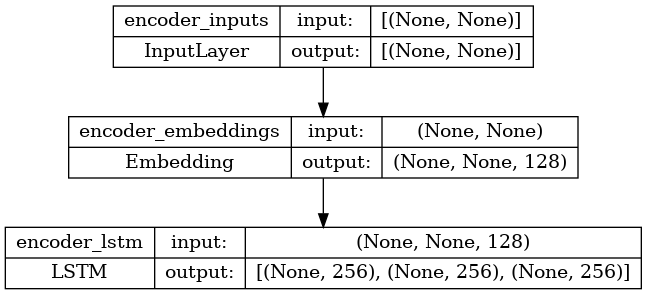 encoder_inputs input: [(None, None)]
InputLayer output: [(None, None)]
encoder_embeddings input: (None, None)
Embedding output: (None, None, 128)
encoder_lstm input: (None, None, 128)
LSTM output: [(None, 256), (None, 256), (None, 256)]